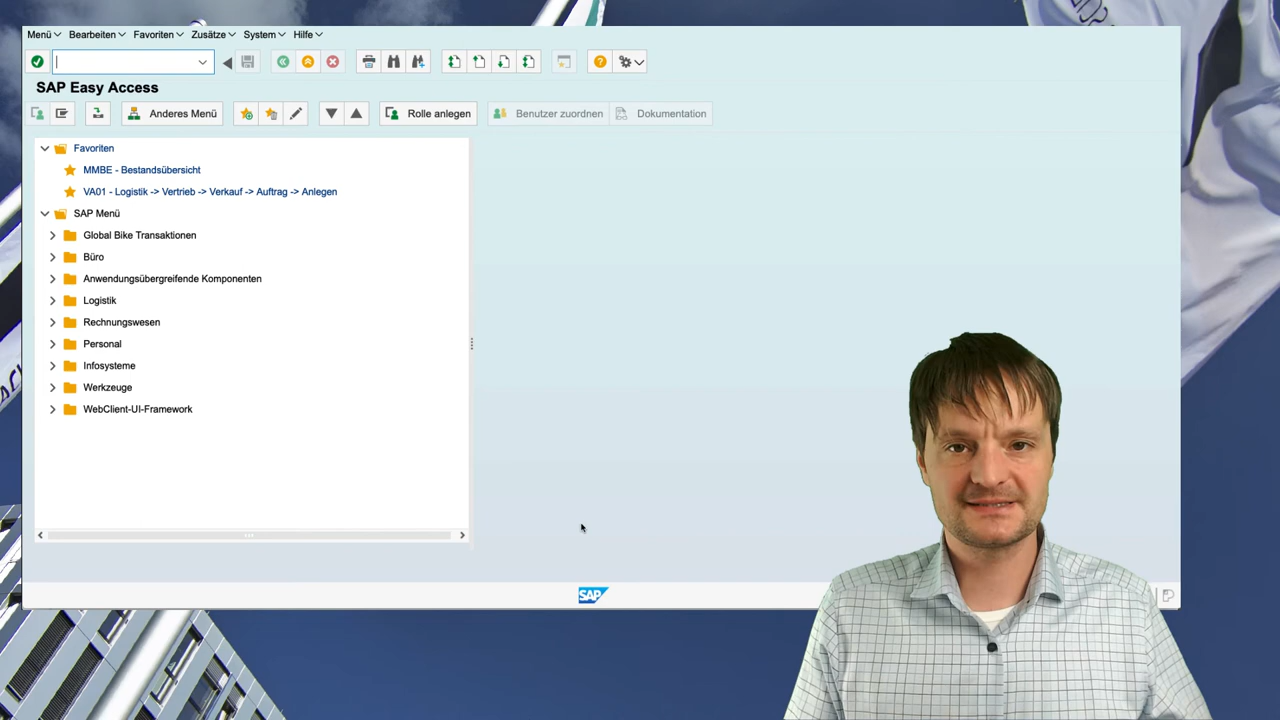 Menü Bearbeiten Favoriten Zusätze System Hilfe
SAP Easy Access
Anderes Menü Rolle anlegen Benutzer zuordnen Dokumentation
Favoriten
MMBE - Bestandsübersicht
VA01 - Logistik -> Vertrieb -> Verkauf -> Auftrag -> Anlegen
SAP Menü
Global Bike Transaktionen
Büro
Anwendungsübergreifende Komponenten
Logistik
Rechnungswesen
Personal
Infosysteme
Werkzeuge
WebClient-UI-Framework
SAP